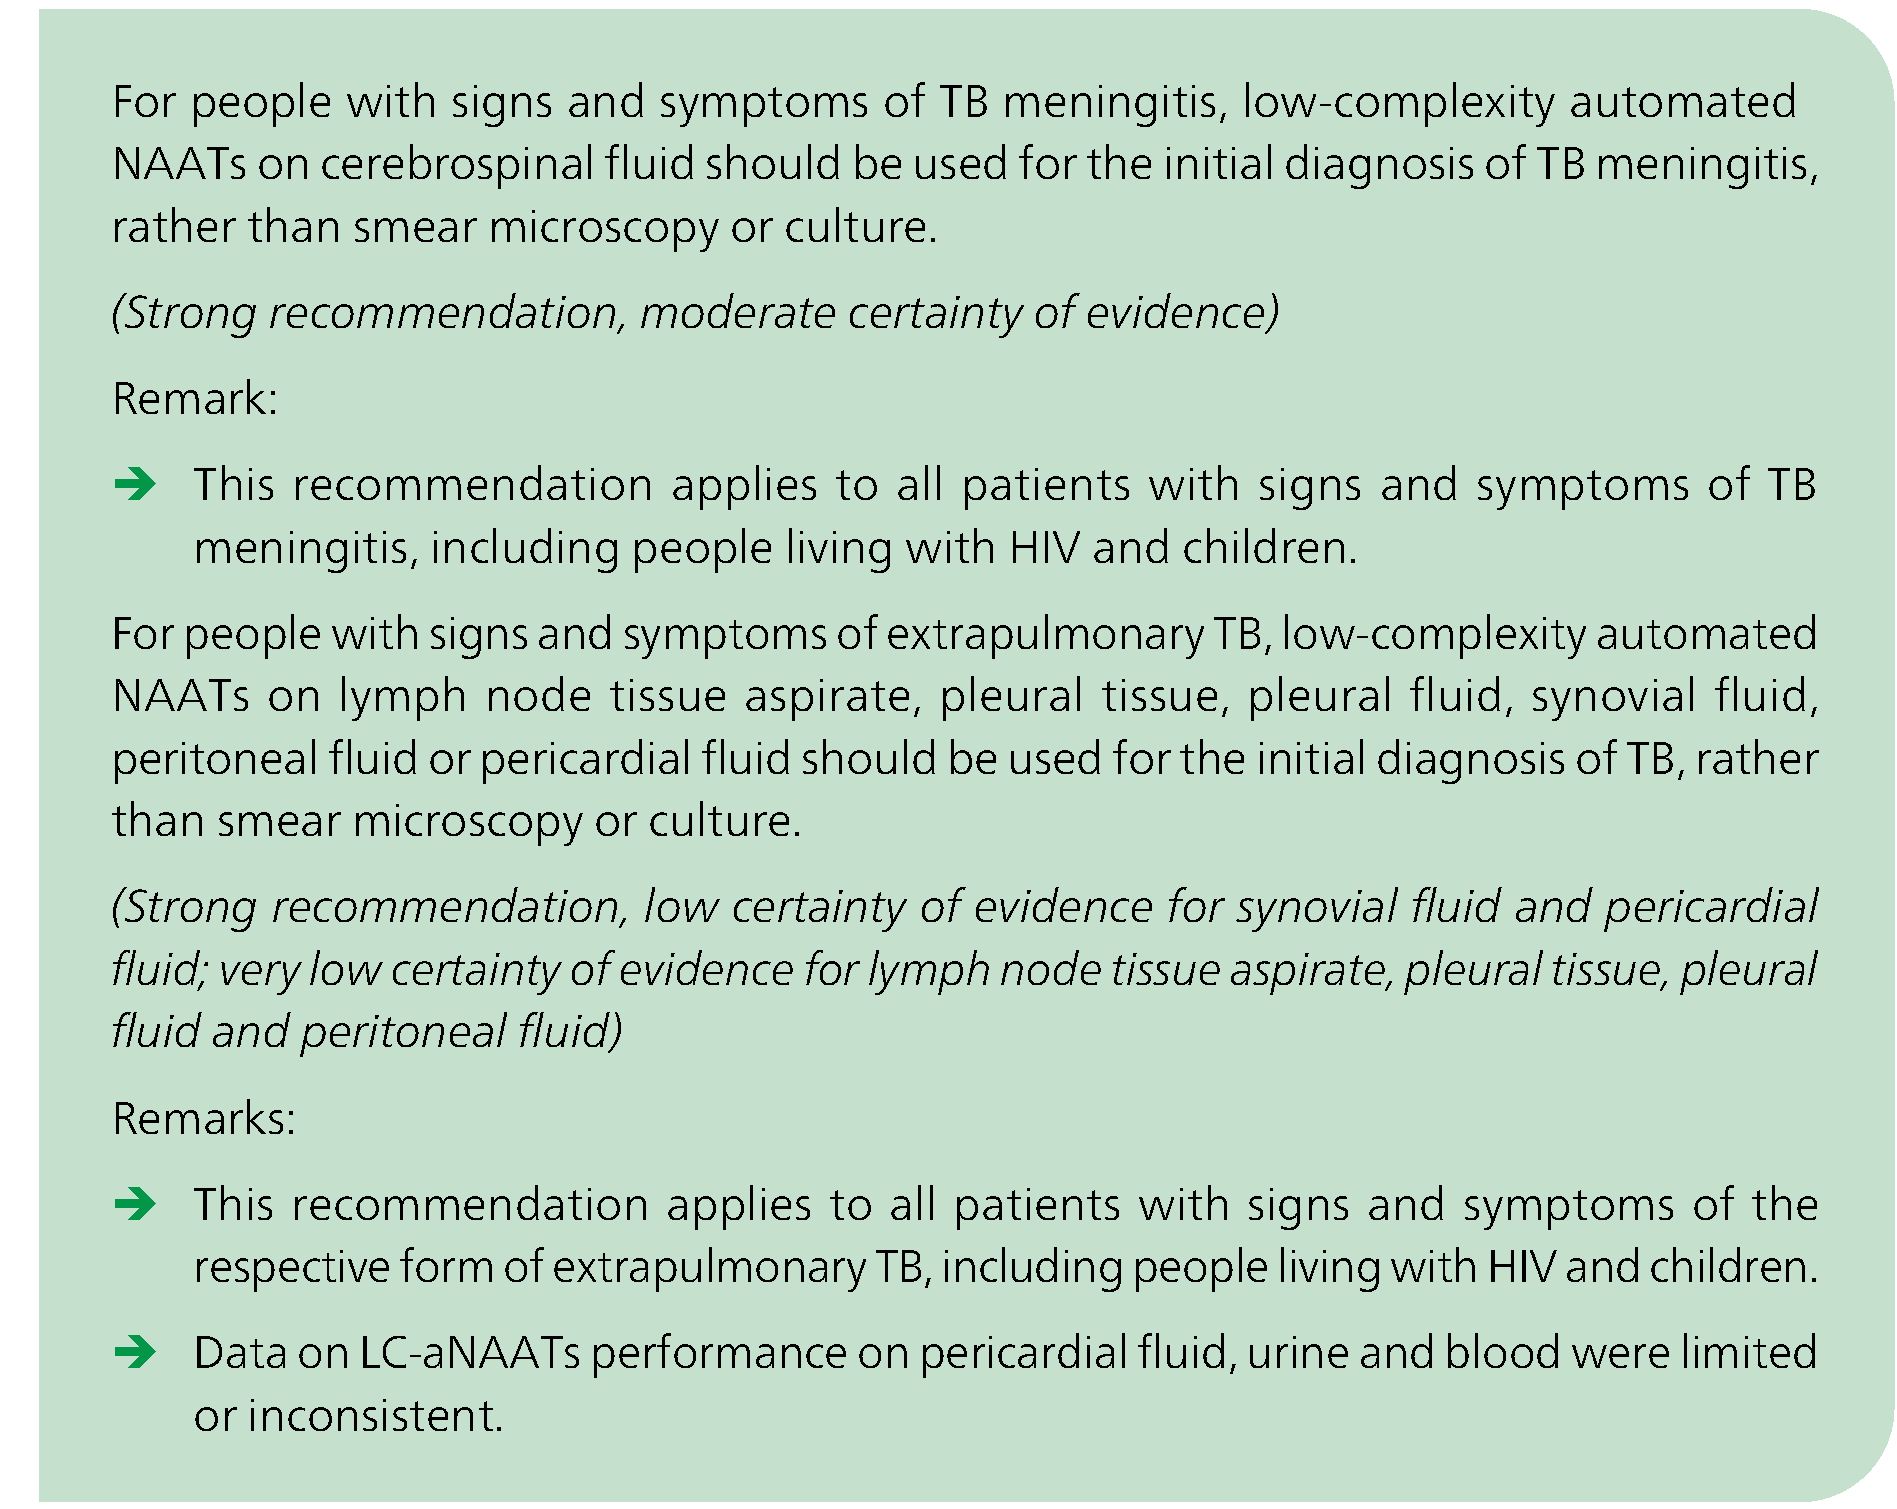 For people with signs and symptoms of TB meningitis, low-complexity automated
NAATs on cerebrospinal fluid should be used for the initial diagnosis of TB meningitis,
rather than smear microscopy or culture.
(Strong recommendation, moderate certainty of evidence)
Remark:
➔ This recommendation applies to all patients with signs and symptoms of TB
meningitis, including people living with HIV and children.
For people with signs and symptoms of extrapulmonary TB, low-complexity automated
NAATs on lymph node tissue aspirate, pleural tissue, pleural fluid, synovial fluid,
peritoneal fluid or pericardial fluid should be used for the initial diagnosis of TB, rather
than smear microscopy or culture.
(Strong recommendation, low certainty of evidence for synovial fluid and pericardial
fluid; very low certainty of evidence for lymph node tissue aspirate, pleural tissue, pleural
fluid and peritoneal fluid)
Remarks:
➔ This recommendation applies to all patients with signs and symptoms of the
respective form of extrapulmonary TB, including people living with HIV and children.
➔ Data on LC-aNAATs performance on pericardial fluid, urine and blood were limited
or inconsistent.